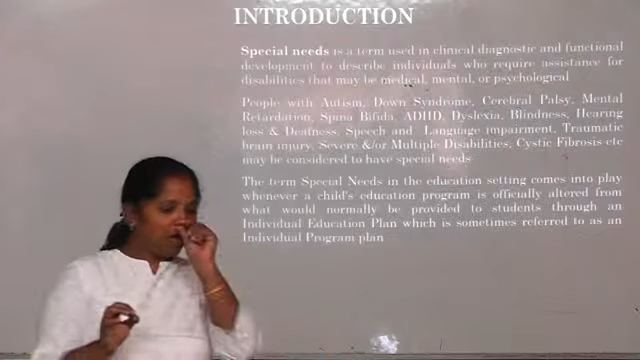 INTRODUCTION
Special needs is a term used in clinical diagnostic and functional
development to describe individuals who require assistance for
disabilities that may be medical, mental, or psychological
People with Autism, Down Syndrome, Cerebral Palsy, Mental
Retardation, Spina Bifida, ADHD, Dyslexia, Blindness, Hearing
loss & Deafness, Speech and Language impairment, Traumatic
brain injury, Severe &/or Multiple Disabilities, Cystic Fibrosis etc
may be considered to have special needs
The term Special Needs in the education setting comes into play
whenever a child's education program is officially altered from
what would normally be provided to students through an
Individual Education Plan which is sometimes referred to as an
Individual Program plan